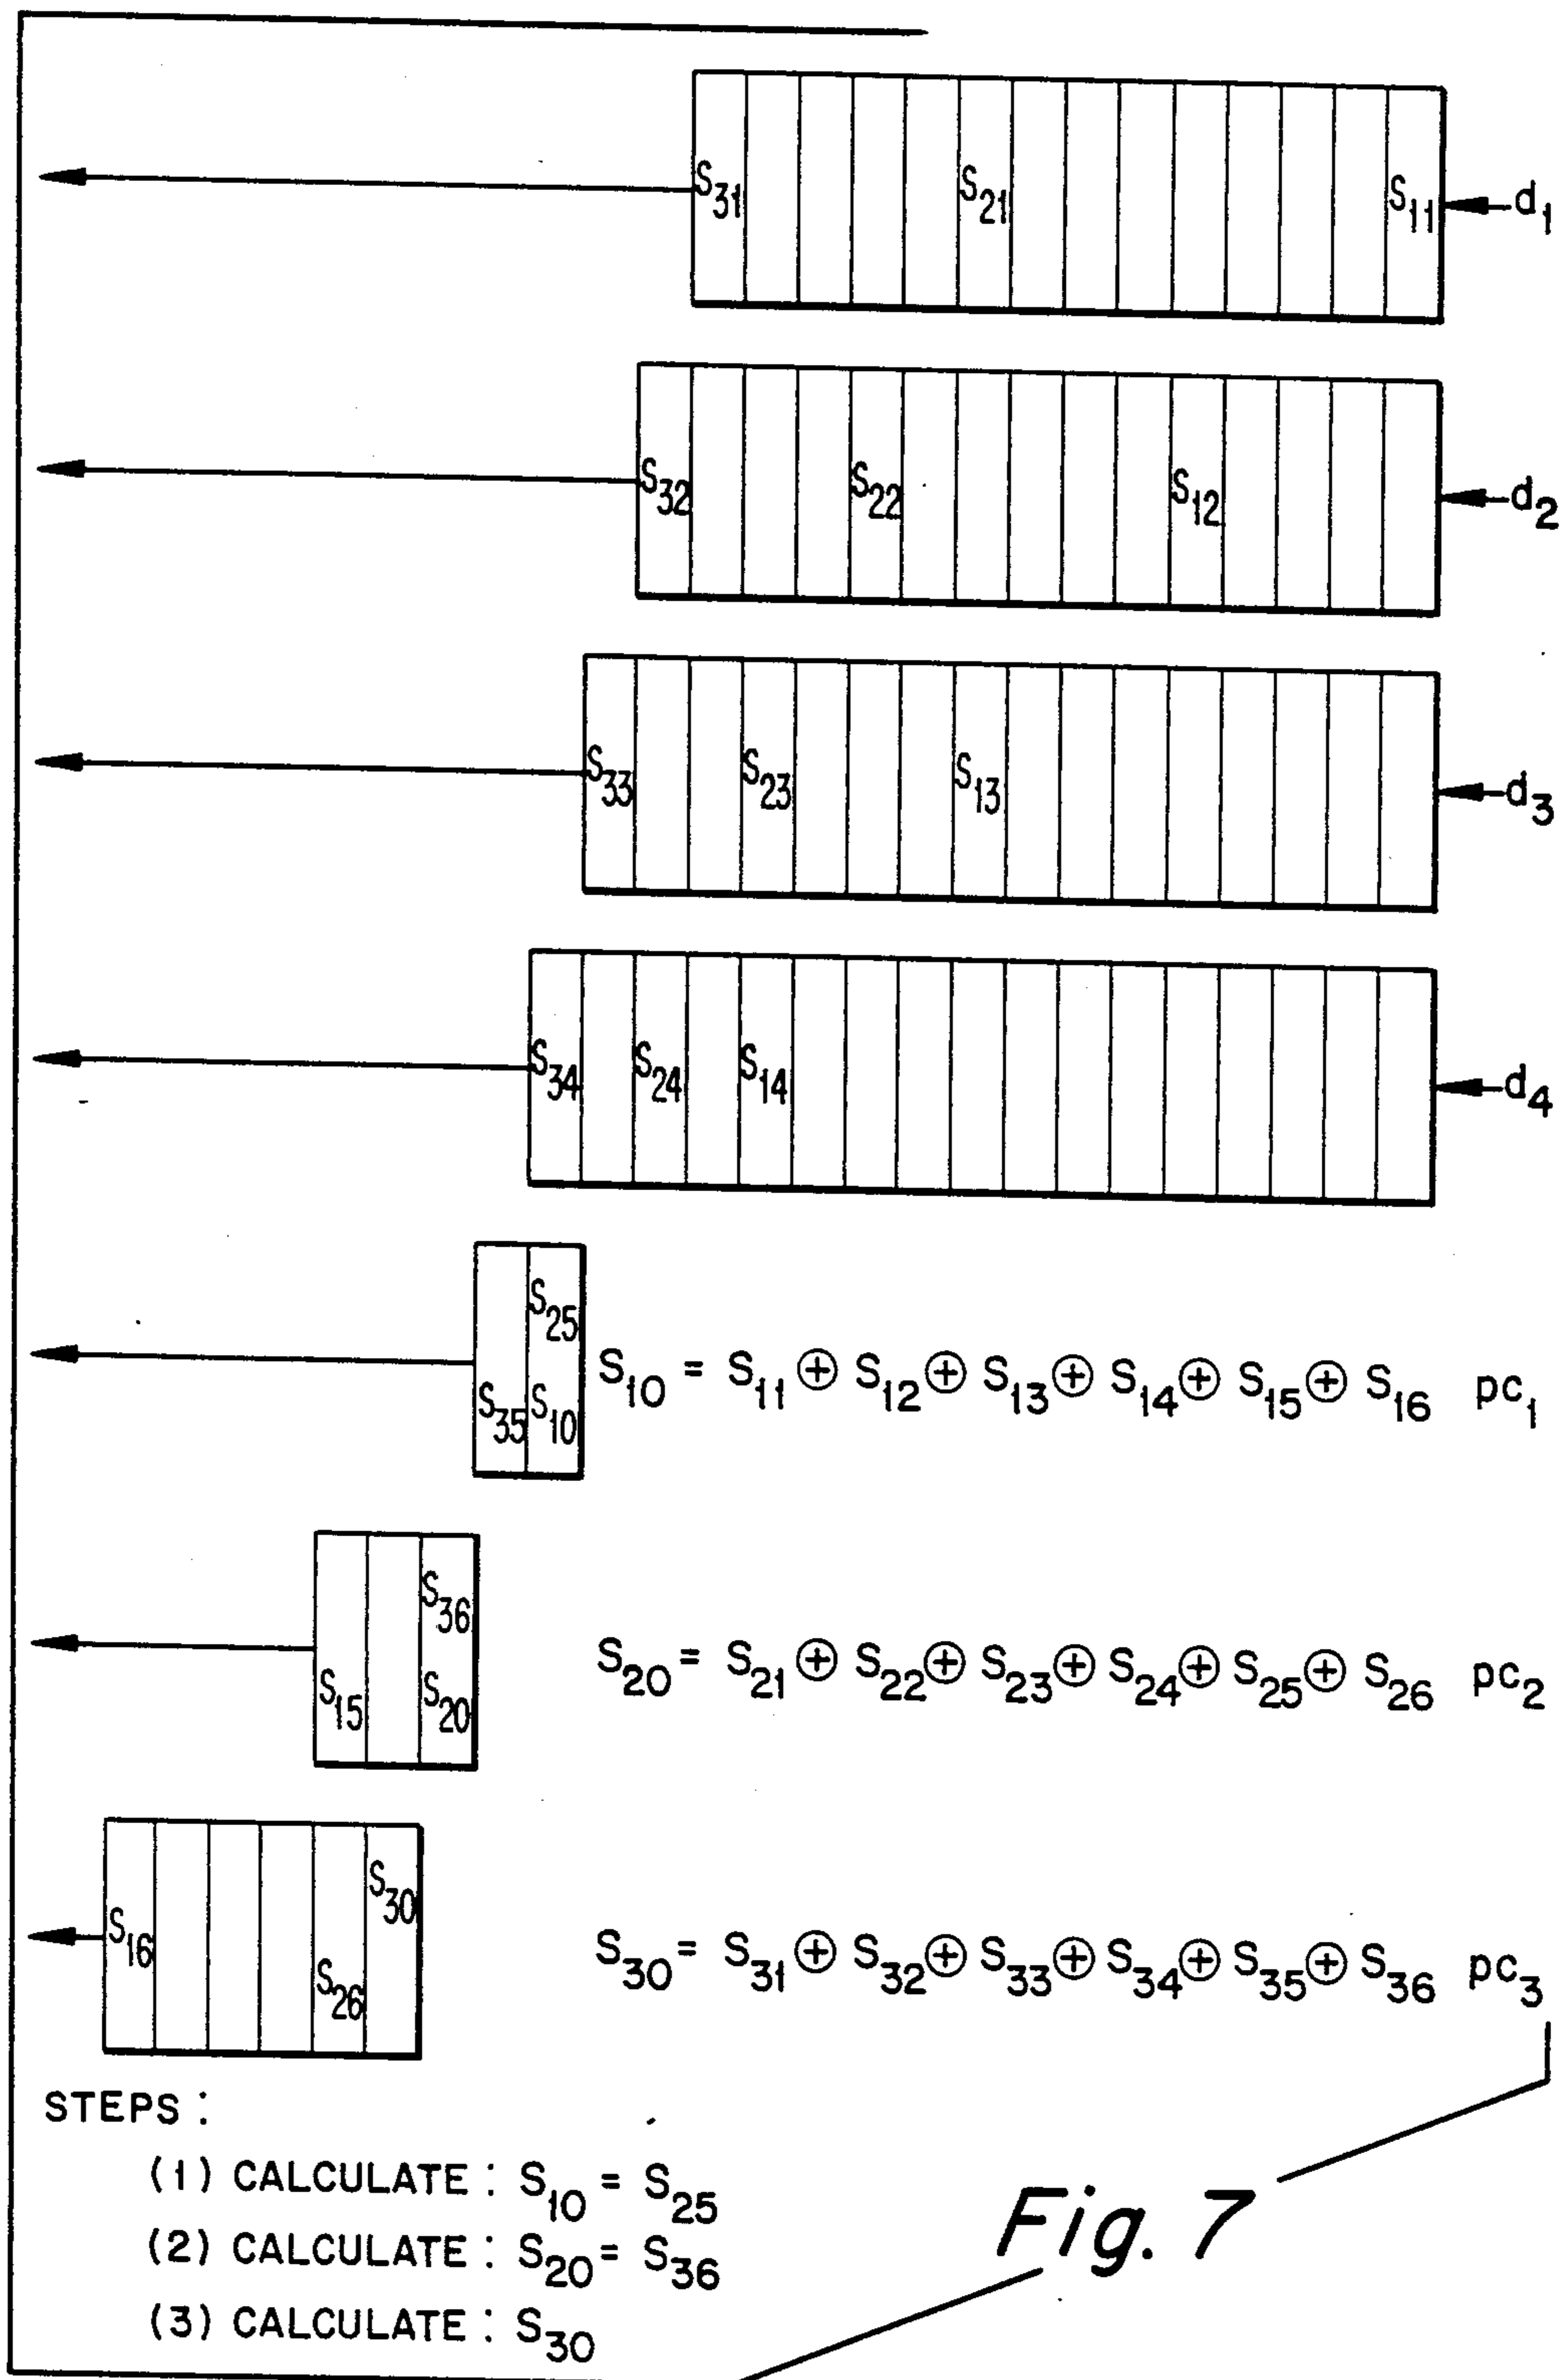 S31 S21 S11 d1
S32 S22 S12 d2
S33 S23 S13 d3
S34 S24 S14 d4
S25
S35 S10 S10 = S11 ⊕ S12 ⊕ S13 ⊕ S14 ⊕ S15 ⊕ S16 pc1
S36
S15 S20 S20 = S21 ⊕ S22 ⊕ S23 ⊕ S24 ⊕ S25 ⊕ S26 pc2
S30
S16 S26 S30 = S31 ⊕ S32 ⊕ S33 ⊕ S34 ⊕ S35 ⊕ S36 pc3
STEPS :
(1) CALCULATE : S10 = S25
(2) CALCULATE : S20 = S36
(3) CALCULATE : S30
Fig. 7